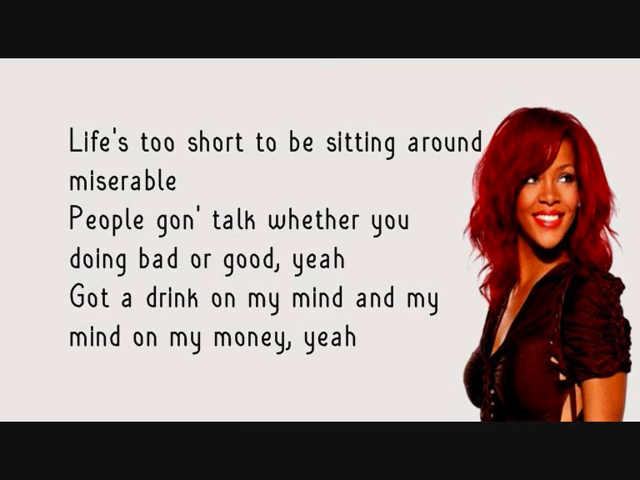 Life's too short to be sitting around
miserable
People gon' talk whether you
doing bad or good, yeah
Got a drink on my mind and my
mind on my money, yeah